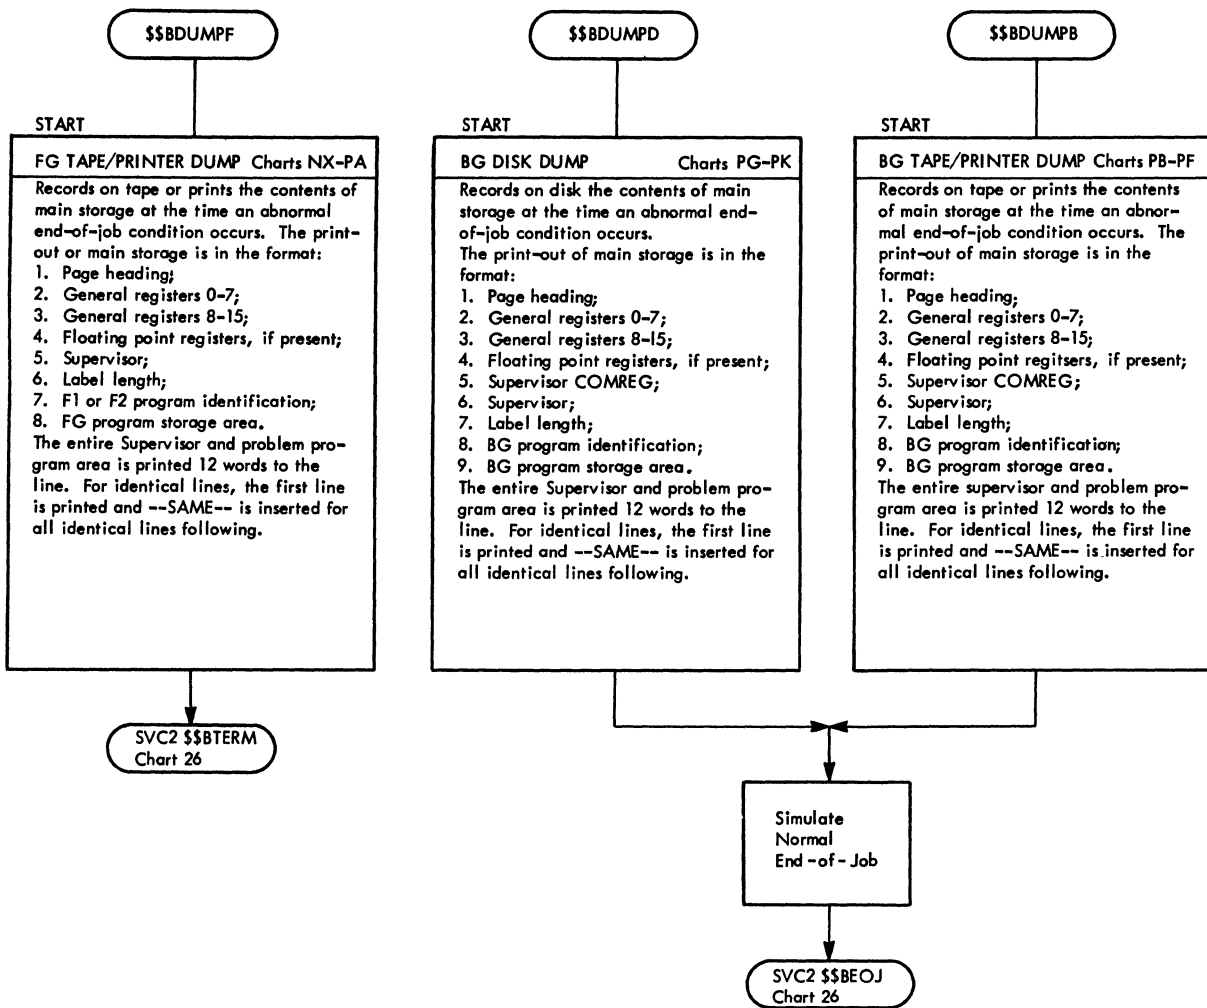 $$BDUMPF
START
FG TAPE/PRINTER DUMP Charts NX-PA
Records on tape or prints the contents of
main storage at the time an abnormal
end-of-job condition occurs. The print-
out or main storage is in the format:
1. Page heading;
2. General registers 0-7;
3. General registers 8-15;
4. Floating point registers, if present;
5. Supervisor;
6. Label length;
7. F1 or F2 program identification;
8. FG program storage area.
The entire Supervisor and problem pro-
gram area is printed 12 words to the
line. For identical lines, the first line
is printed and --SAME-- is inserted for
all identical lines following.
SVC2 $$BTERM
Chart 26
$$BDUMPD
START
BG DISK DUMP Charts PG-PK
Records on disk the contents of main
storage at the time an abnormal end-
of-job condition occurs.
The print-out of main storage is in the
format:
1. Page heading;
2. General registers 0-7;
3. General registers 8-15;
4. Floating point registers, if present;
5. Supervisor COMREG;
6. Supervisor;
7. Label length;
8. BG program identification;
9. BG program storage area.
The entire Supervisor and problem pro-
gram area is printed 12 words to the
line. For identical lines, the first line
is printed and --SAME-- is inserted for
all identical lines following.
$$BDUMPB
START
BG TAPE/PRINTER DUMP Charts PB-PF
Records on tape or prints the contents
of main storage at the time an abnor-
mal end-of-job condition occurs. The
print-out of main storage is in the
format:
1. Page heading;
2. General registers 0-7;
3. General registers 8-15;
4. Floating point regitsers, if present;
5. Supervisor COMREG;
6. Supervisor;
7. Label length;
8. BG program identification;
9. BG program storage area.
The entire supervisor and problem pro-
gram area is printed 12 words to the
line. For identical lines, the first line
is printed and --SAME-- is inserted for
all identical lines following.
Simulate
Normal
End-of-Job
SVC2 $$BEOJ
Chart 26